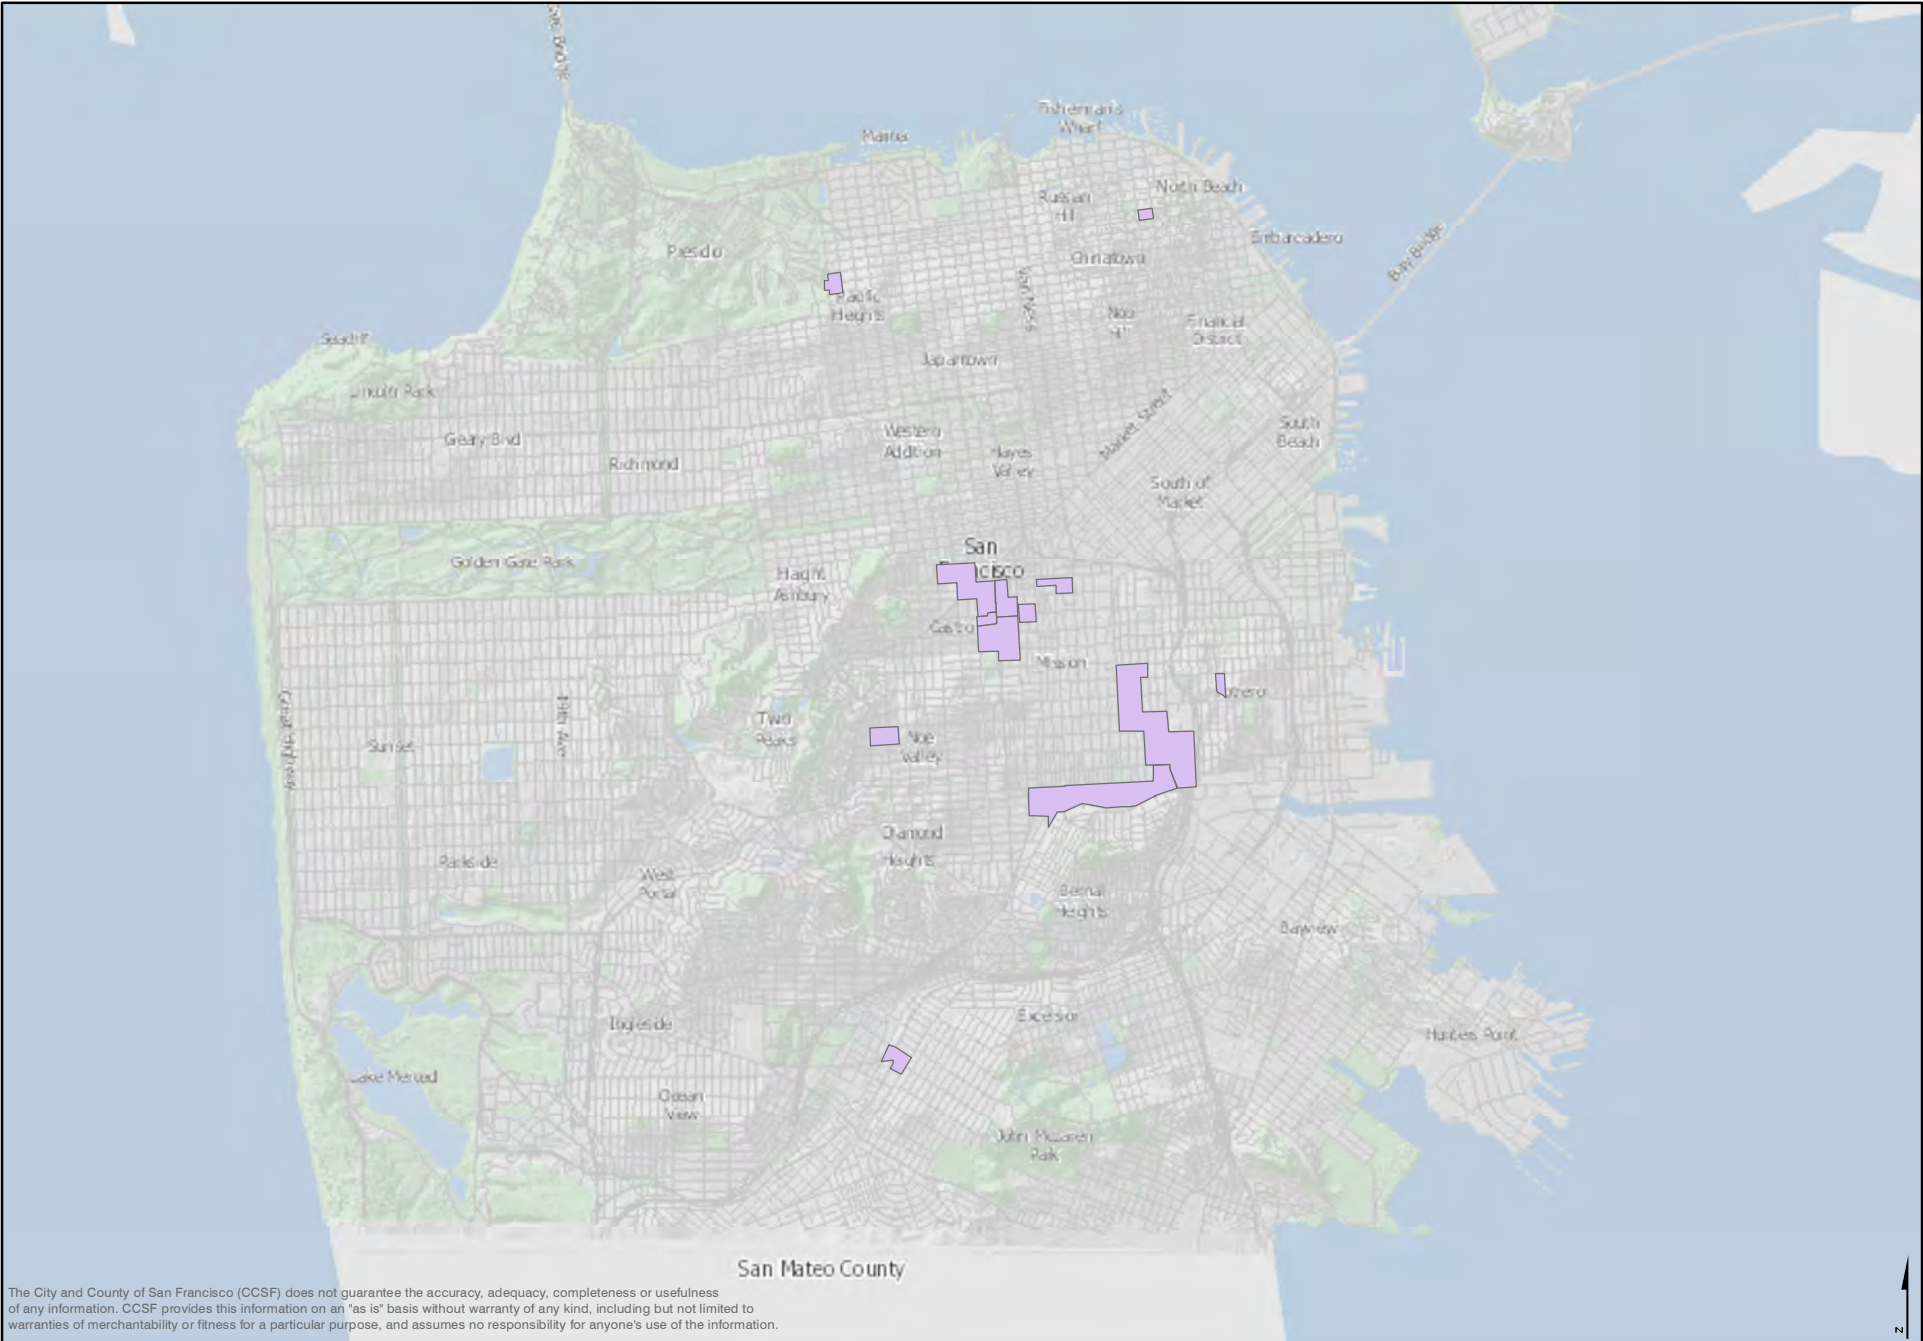 Marina
Fisherman's
Wharf
North Beach
Russian
Hill
Embarcadero
Presidio
Chinatown
Bay Bridge
Van Ness
Pacific
Heights
Nob
Hill
Financial
District
Seacliff
Japantown
Lincoln Park
Market Street
South
Beach
Geary Blvd
Western
Addition
Hayes
Valley
Richmond
South of
Market
San
Golden Gate Park
Haight
Ashbury
Castro
Mission
Great Highway
19th Ave
Two
Peaks
Noe
Valley
Sunset
Diamond
Heights
Parkside
West
Portal
Bernal
Heights
Bayview
Ingleside
Excelsior
Hunters Point
Lake Merced
Ocean
View
John McLaren
Park
San Mateo County
The City and County of San Francisco (CCSF) does not guarantee the accuracy, adequacy, completeness or usefulness
of any information. CCSF provides this information on an "as is" basis without warranty of any kind, including but not limited to
warranties of merchantability or fitness for a particular purpose, and assumes no responsibility for anyone's use of the information.
N